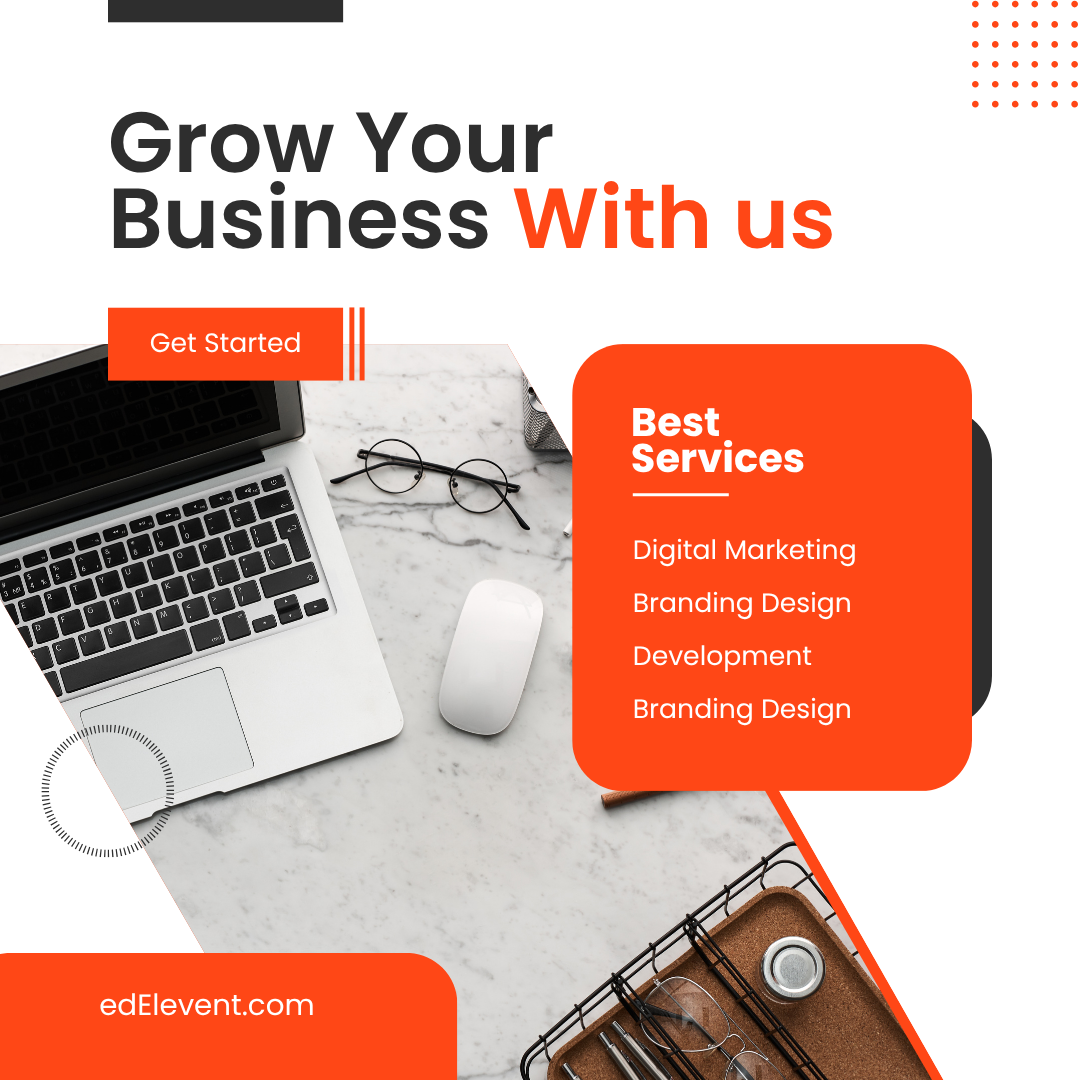 Grow Your
Business With us
Get Started
Best
Services
Digital Marketing
Branding Design
Development
Branding Design
edElevent.com